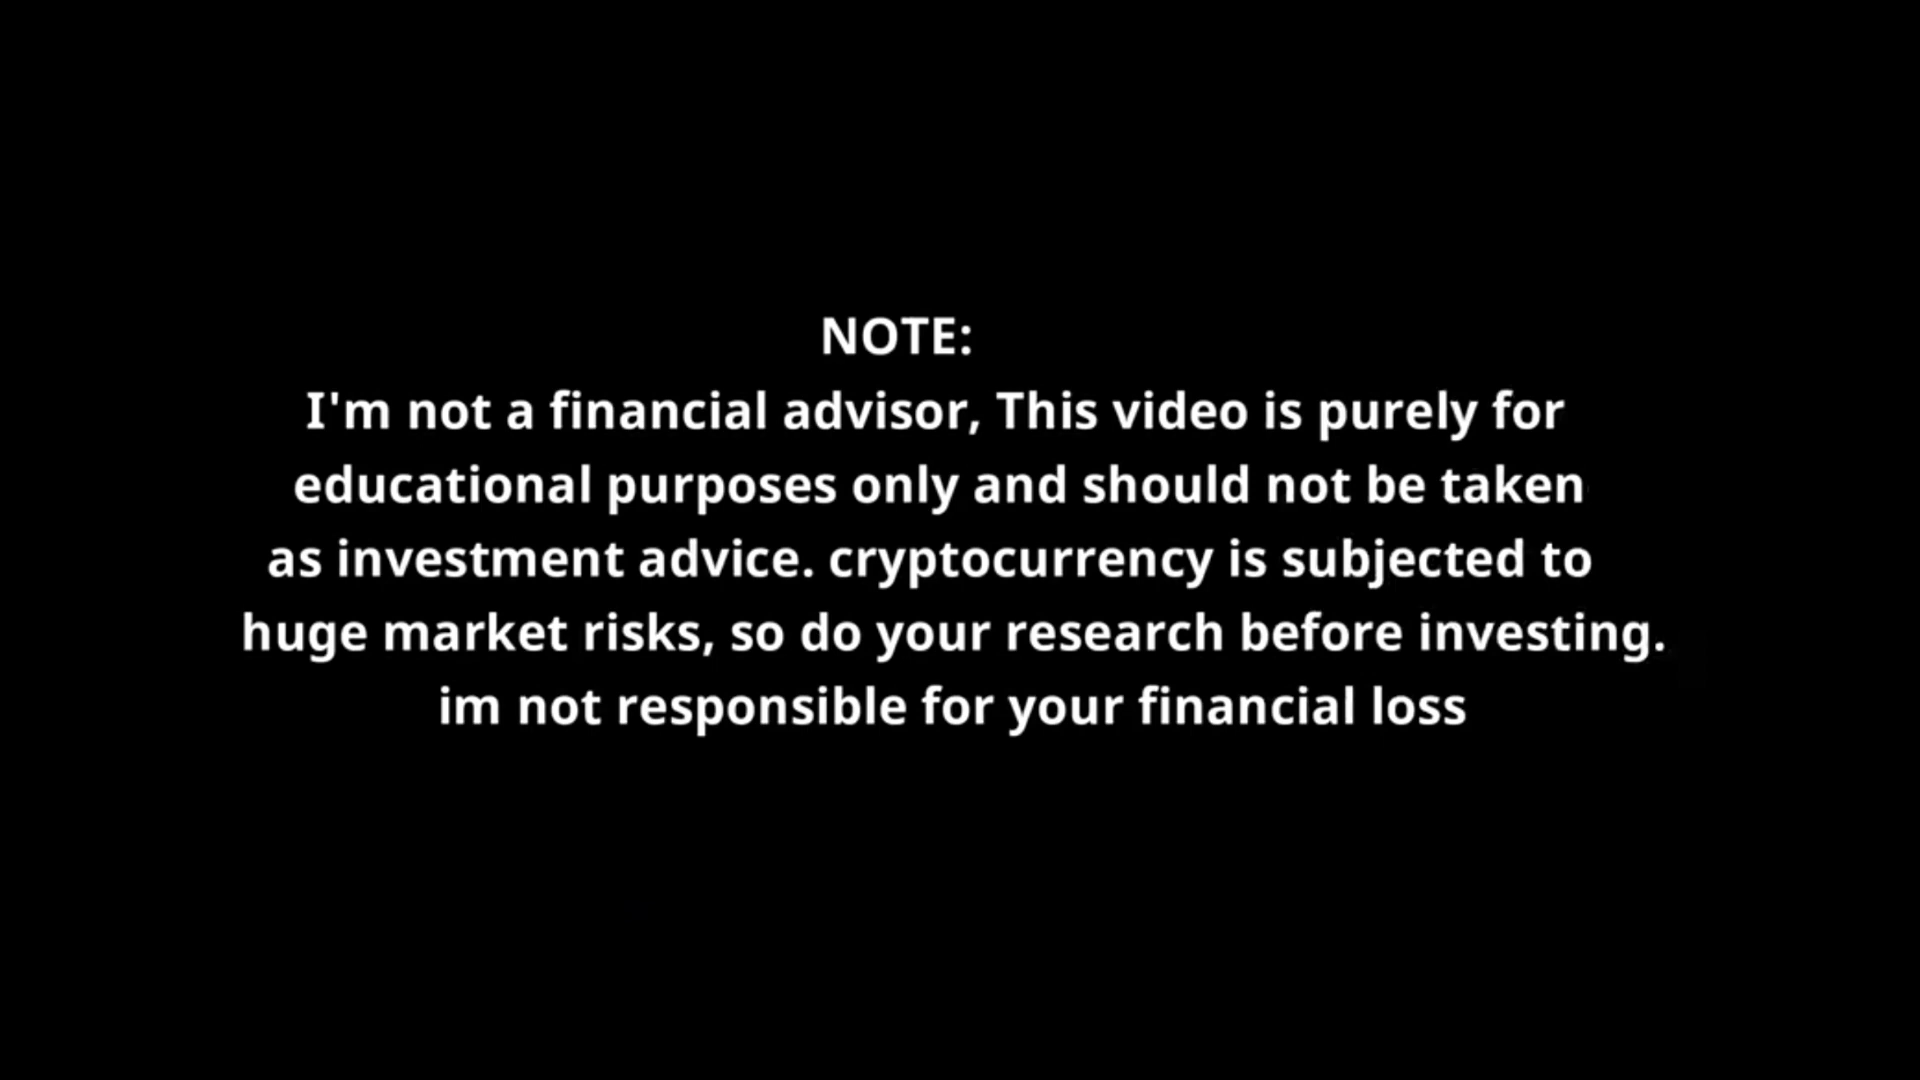 NOTE:
I'm not a financial advisor, This video is purely for
educational purposes only and should not be taken
as investment advice. cryptocurrency is subjected to
huge market risks, so do your research before investing.
im not responsible for your financial loss